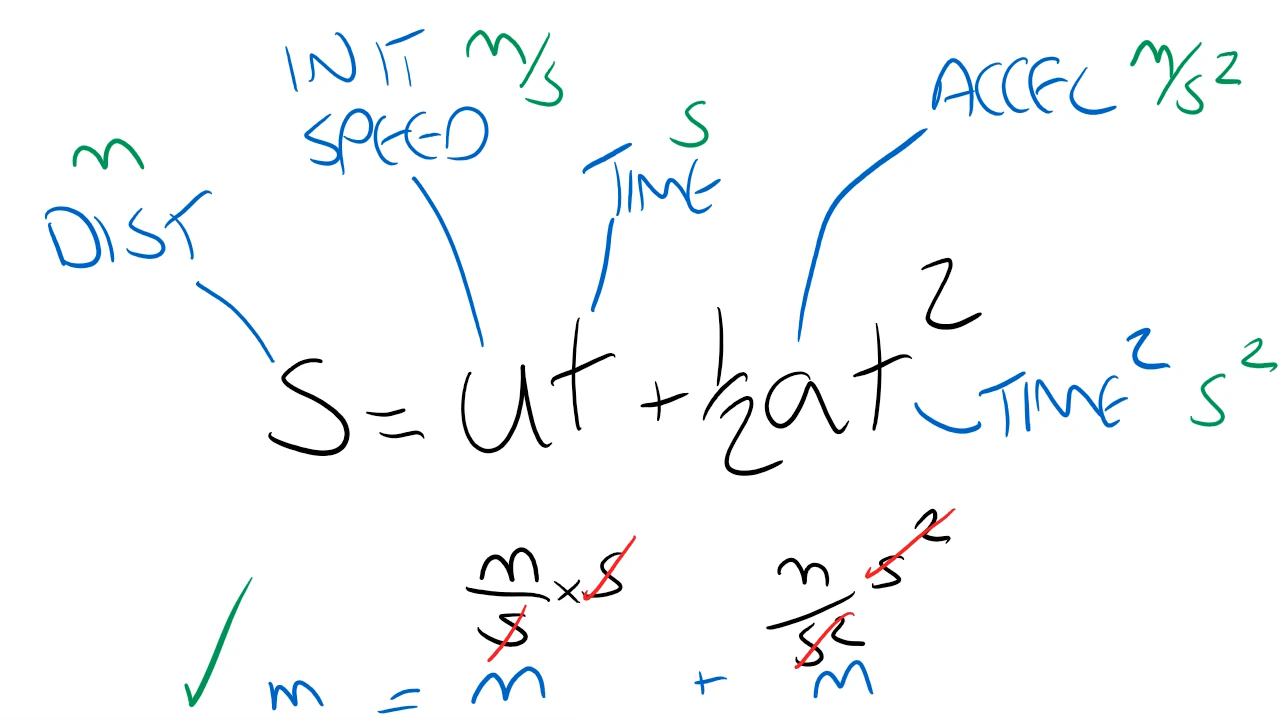 INIT m/s
SPEED
ACCEL m/s²
m
DIST
s
TIME
s = ut + ½at²
TIME² s²
m/s × s
m/s² s²
m = m + m